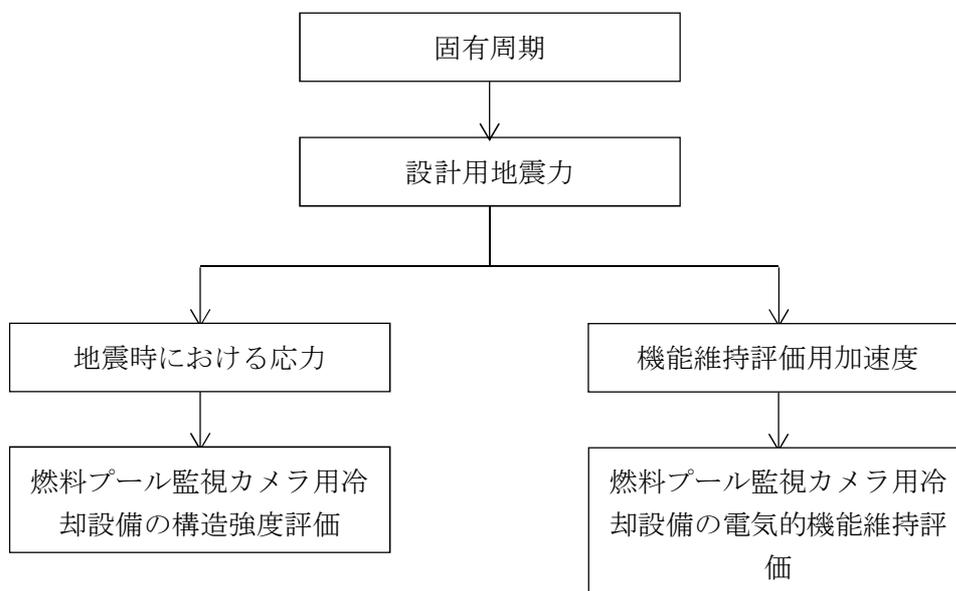 固有周期
設計用地震力
地震時における応力
機能維持評価用加速度
燃料プール監視カメラ用冷
却設備の構造強度評価
燃料プール監視カメラ用冷
却設備の電気的機能維持評
価